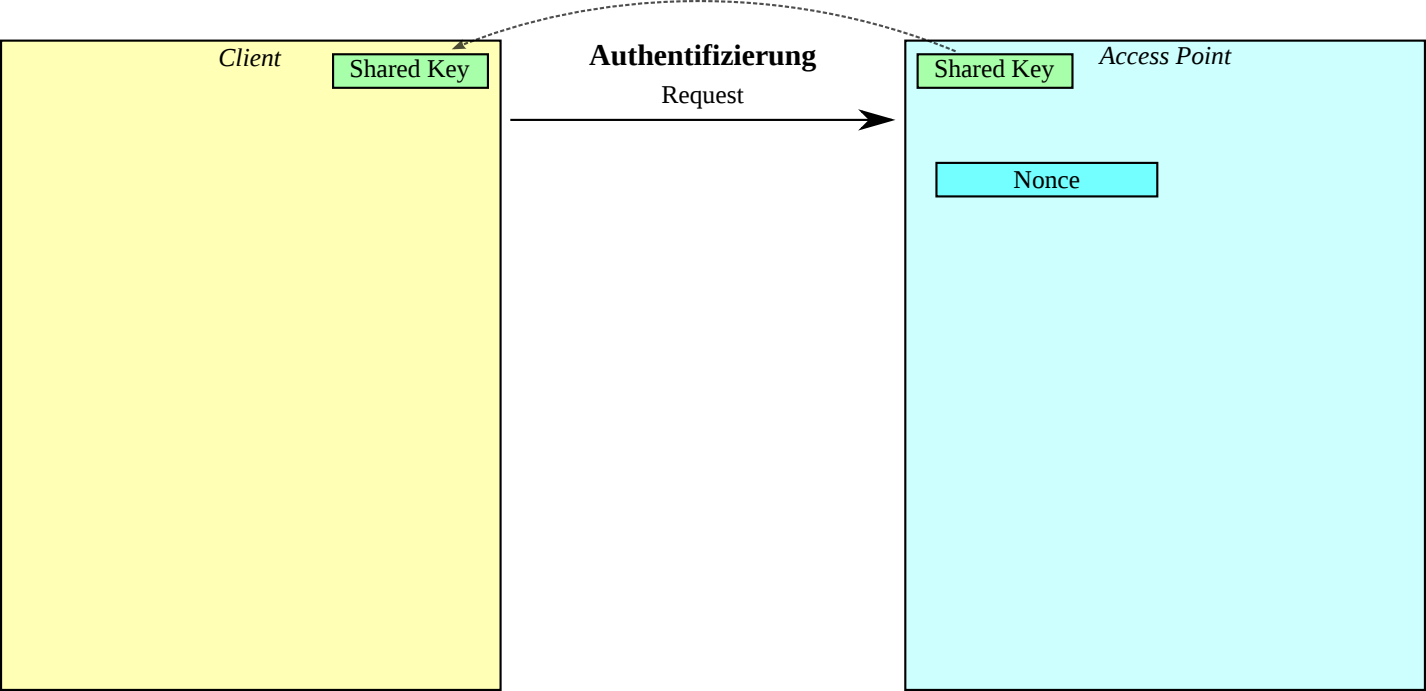 Client
Shared Key
Authentifizierung
Request
Shared Key
Access Point
Nonce